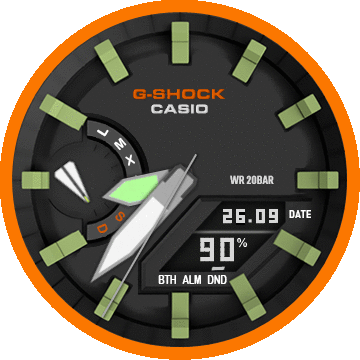 G-SHOCK
CASIO
L
M
X
WR 20BAR
S
D
26.09 DATE
90%
BTH ALM DND